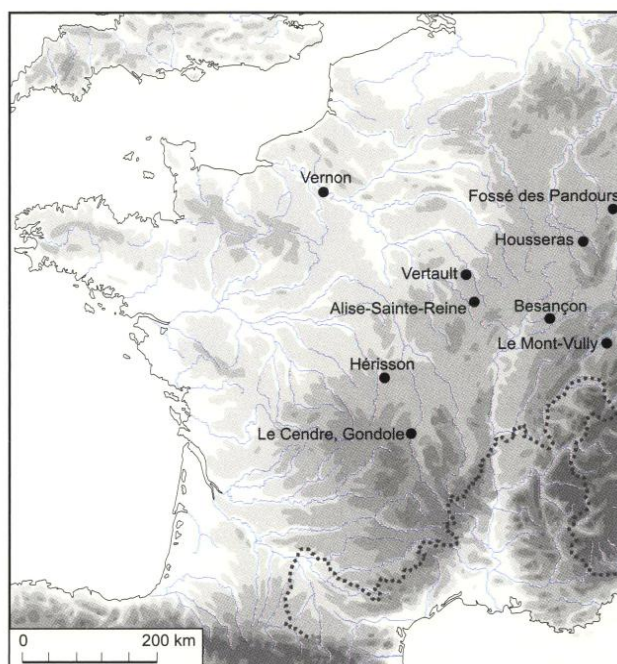 Vernon
Fossé des Pandours
Housseras
Vertault
Alise-Sainte-Reine
Besançon
Le Mont-Vully
Hérisson
Le Cendre, Gondole
0 200 km